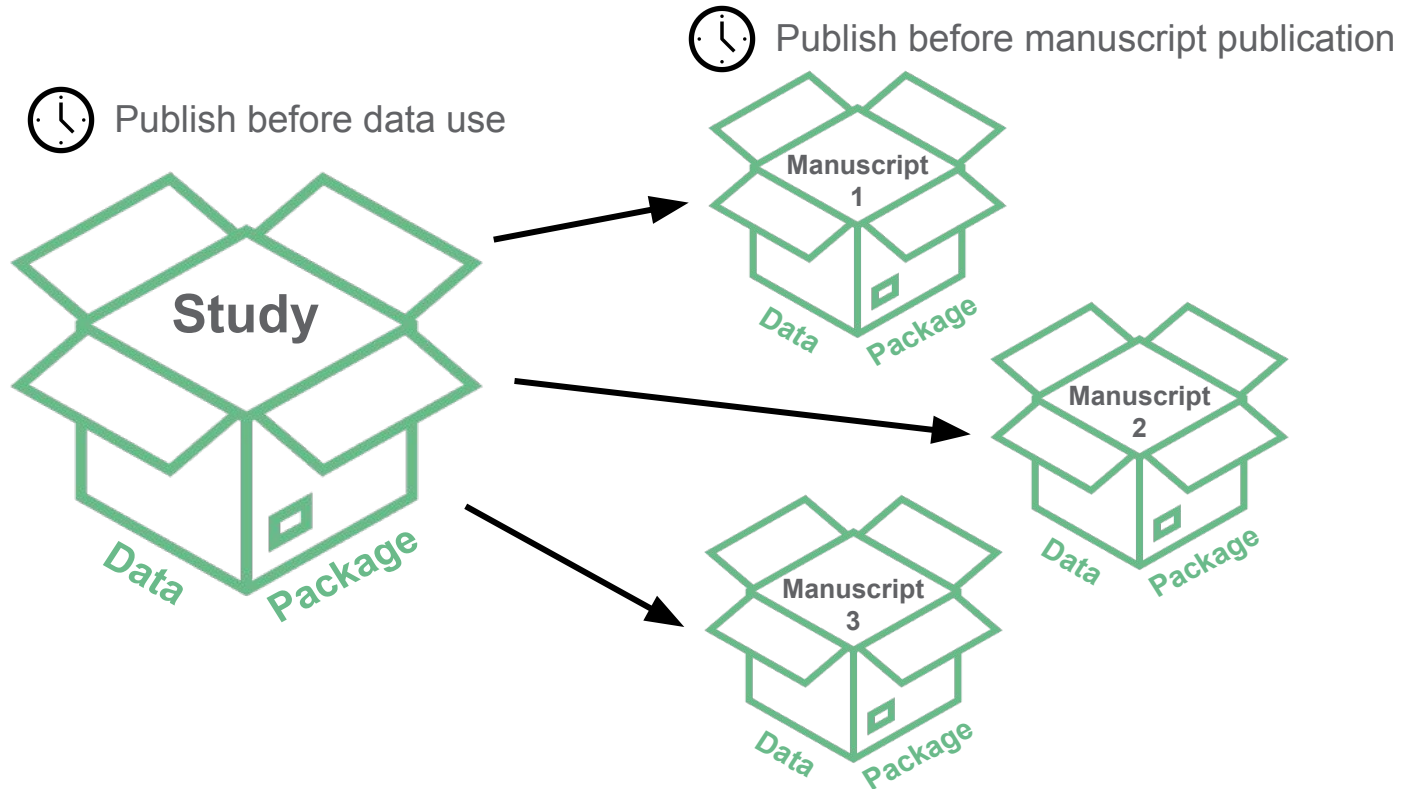 Publish before manuscript publication
Publish before data use
Manuscript
1
Data Package
Study
Data Package
Manuscript
2
Data Package
Manuscript
3
Data Package